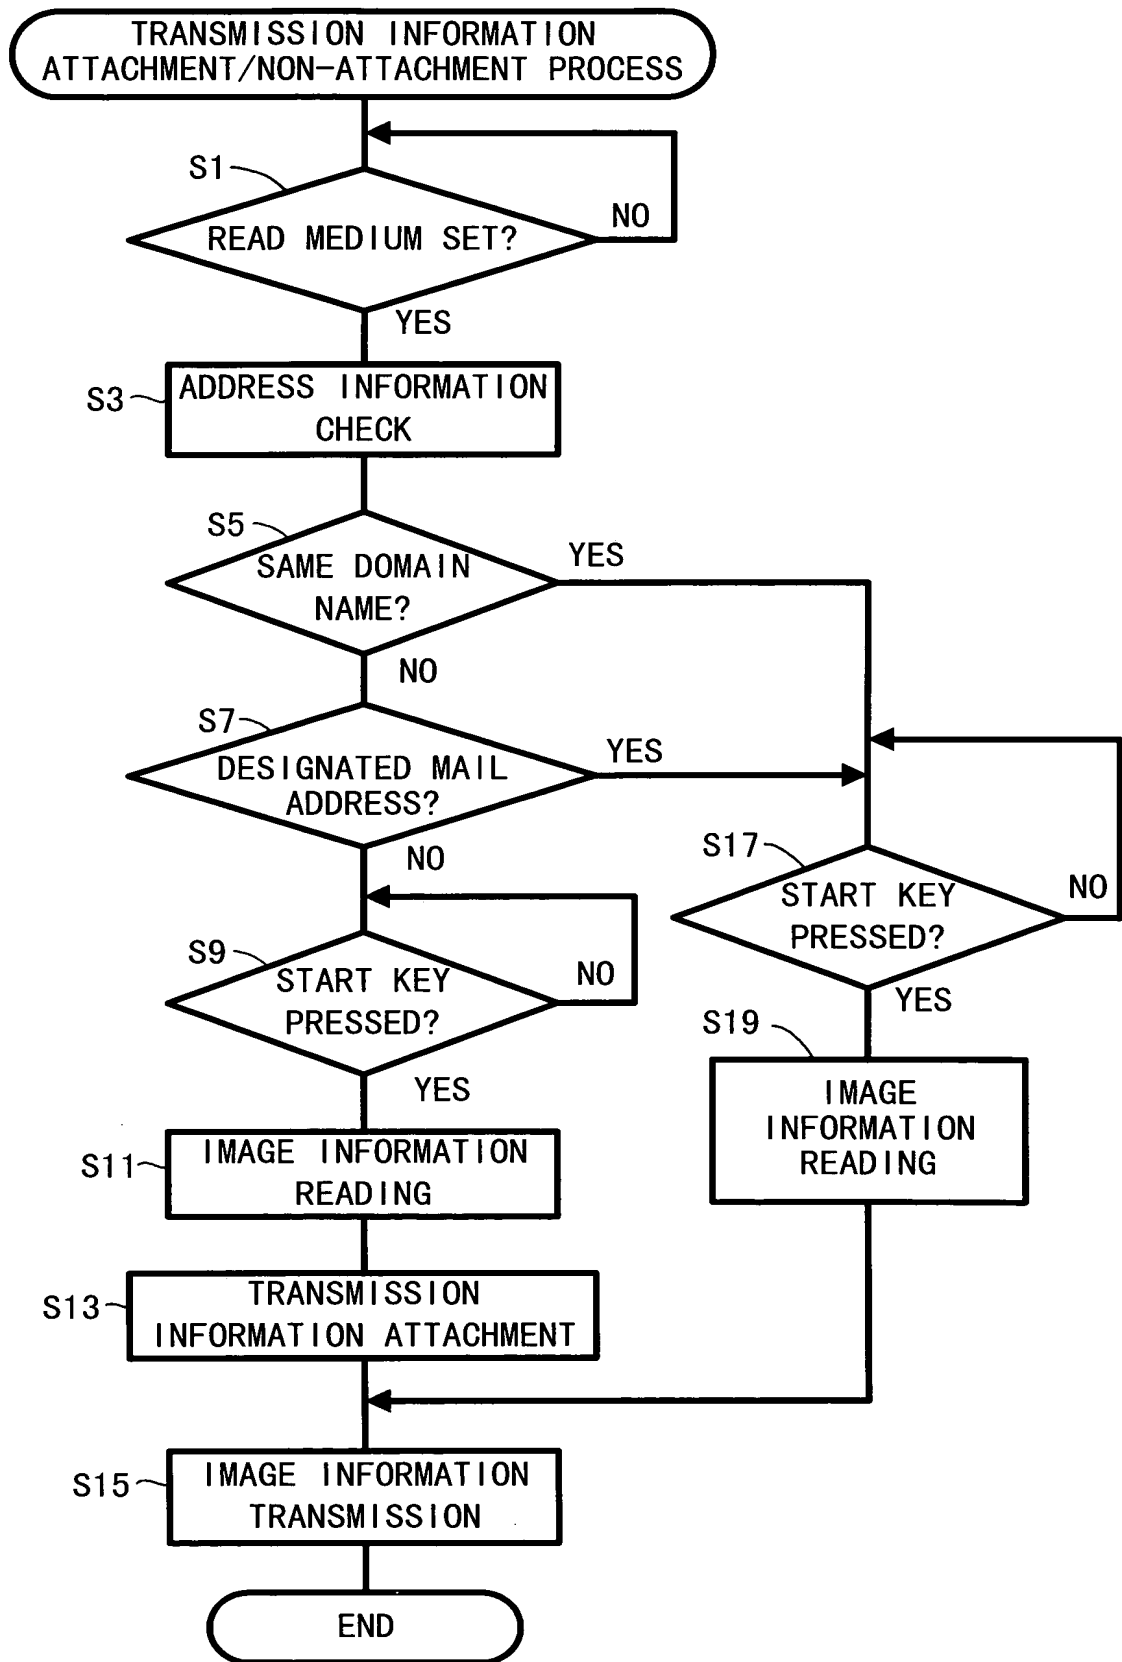 TRANSMISSION INFORMATION
ATTACHMENT/NON-ATTACHMENT PROCESS
S1
READ MEDIUM SET?
NO
YES
S3
ADDRESS INFORMATION
CHECK
S5
SAME DOMAIN
NAME?
YES
NO
S7
DESIGNATED MAIL
ADDRESS?
YES
NO
S9
START KEY
PRESSED?
NO
YES
S17
START KEY
PRESSED?
NO
YES
S19
IMAGE
INFORMATION
READING
S11
IMAGE INFORMATION
READING
S13
TRANSMISSION
INFORMATION ATTACHMENT
S15
IMAGE INFORMATION
TRANSMISSION
END